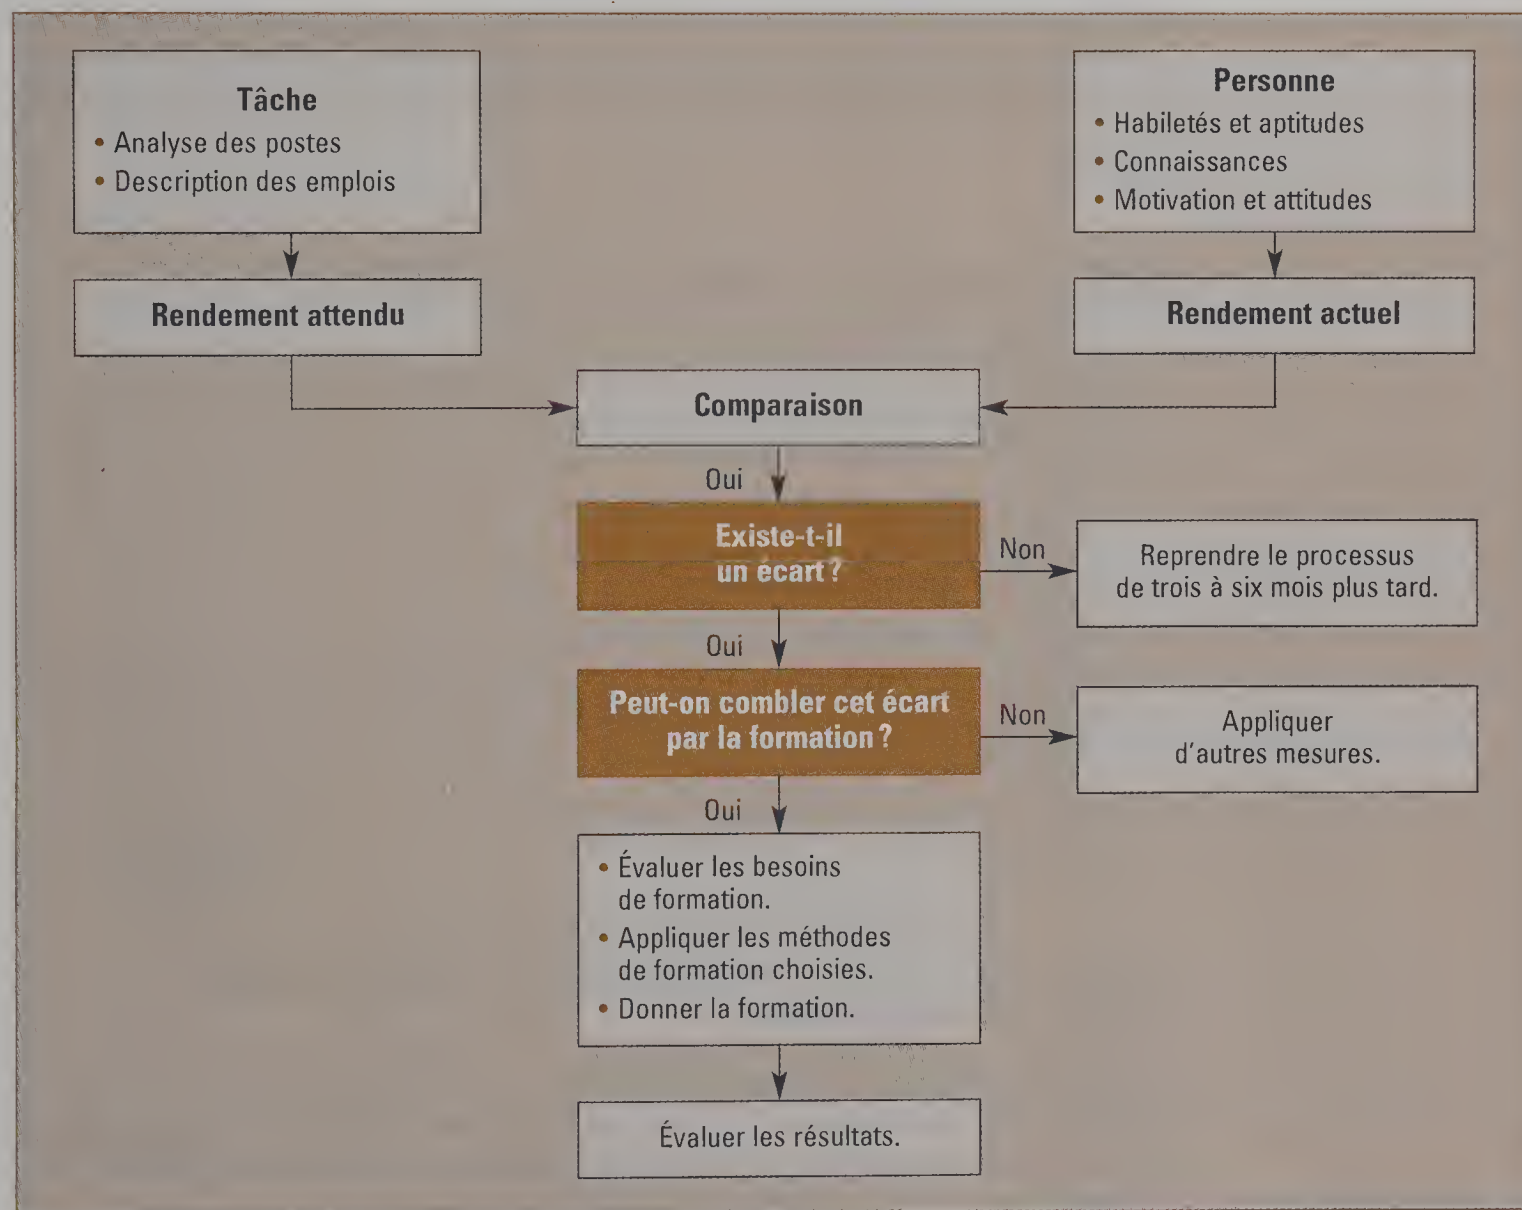 Tâche
• Analyse des postes
• Description des emplois
Personne
• Habiletés et aptitudes
• Connaissances
• Motivation et attitudes
Rendement attendu
Rendement actuel
Comparaison
Oui
Existe-t-il
un écart ?
Non
Reprendre le processus
de trois à six mois plus tard.
Oui
Peut-on combler cet écart
par la formation ?
Non
Appliquer
d'autres mesures.
Oui
• Évaluer les besoins
de formation.
• Appliquer les méthodes
de formation choisies.
• Donner la formation.
Évaluer les résultats.